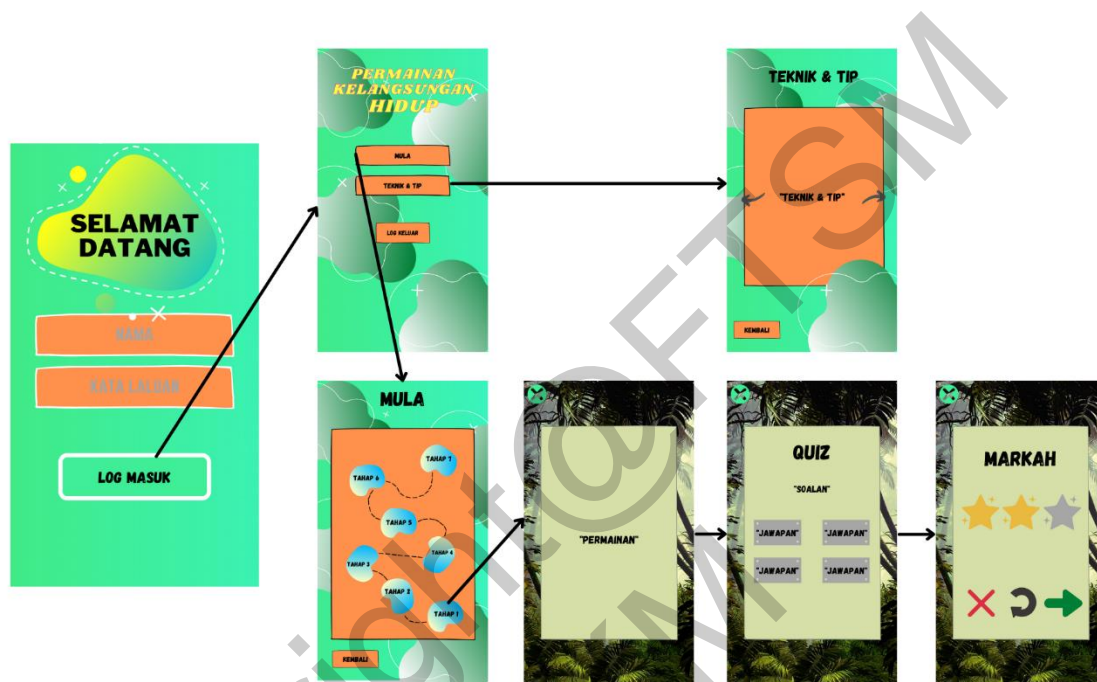 SELAMAT
DATANG
NAMA
KATA LALUAN
LOG MASUK
PERMAINAN
KELANGSUNGAN
HIDUP
MULA
TEKNIK & TIP
LOG KELUAR
TEKNIK & TIP
"TEKNIK & TIP"
KEMBALI
MULA
TAHAP 7
TAHAP 6
TAHAP 5
TAHAP 4
TAHAP 3
TAHAP 2
TAHAP 1
KEMBALI
"PERMAINAN"
QUIZ
"SOALAN"
"JAWAPAN" "JAWAPAN"
"JAWAPAN" "JAWAPAN"
MARKAH